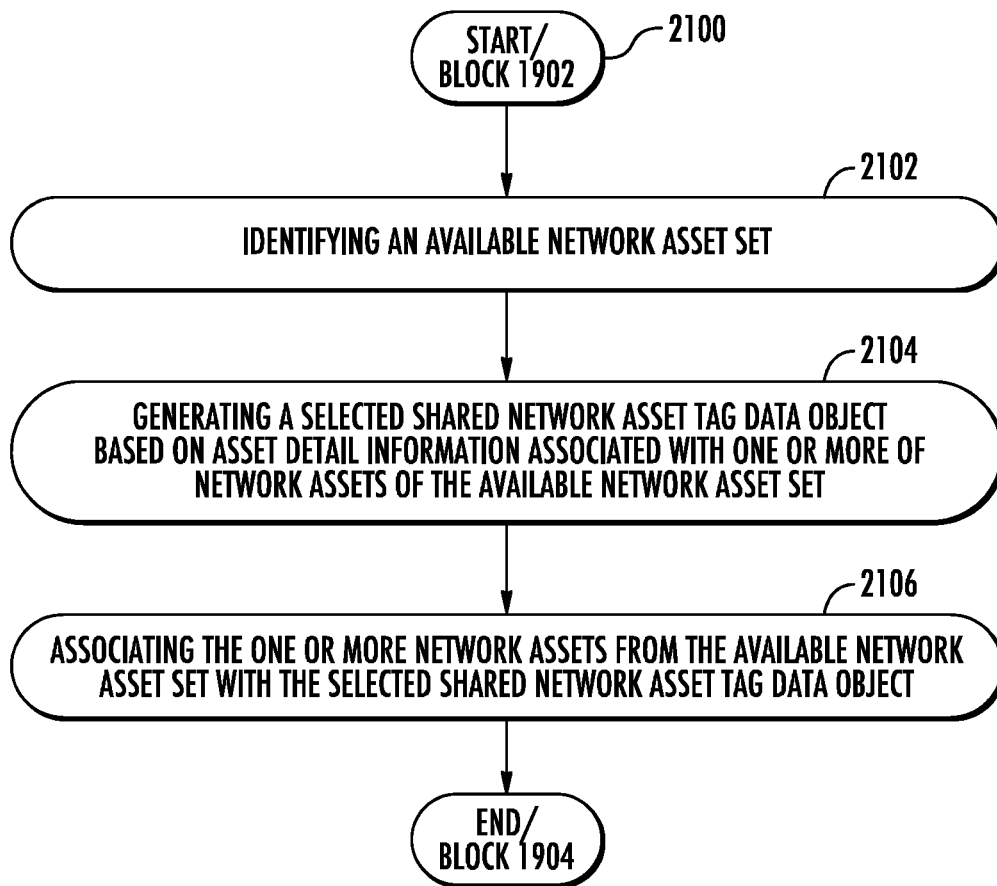 START/
BLOCK 1902
2100
2102
IDENTIFYING AN AVAILABLE NETWORK ASSET SET
2104
GENERATING A SELECTED SHARED NETWORK ASSET TAG DATA OBJECT
BASED ON ASSET DETAIL INFORMATION ASSOCIATED WITH ONE OR MORE OF
NETWORK ASSETS OF THE AVAILABLE NETWORK ASSET SET
2106
ASSOCIATING THE ONE OR MORE NETWORK ASSETS FROM THE AVAILABLE NETWORK
ASSET SET WITH THE SELECTED SHARED NETWORK ASSET TAG DATA OBJECT
END/
BLOCK 1904